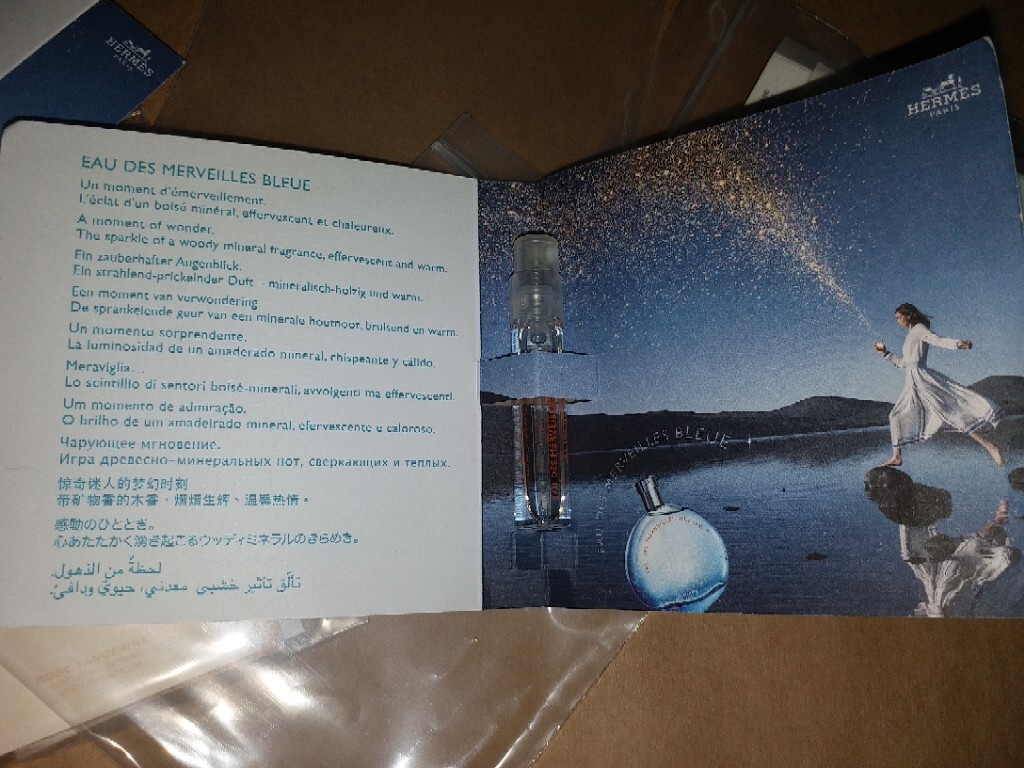 HERMÈS
PARIS
EAU DES MERVEILLES BLEUE
Un moment d'émerveillement.
L'éclat d'un boisé minéral, effervescent et chaleureux.
A moment of wonder.
The sparkle of a woody mineral fragrance, effervescent and warm.
Ein zauberhafter Augenblick.
Ein strahlend-prickelnder Duft – mineralisch-holzig und warm.
Een moment van verwondering.
De sprankelende geur van een minerale houtnoot, bruisend en warm.
Un momento sorprendente.
La luminosidad de un amaderado mineral, chispeante y cálido.
Meraviglia...
Lo scintillio di sentori boisé-minerali, avvolgenti ma effervescenti.
Um momento de admiração.
O brilho de um amadeirado mineral, efervescente e caloroso.
Чарующее мгновение.
Игра древесно-минеральных нот, сверкающих и теплых.
惊奇迷人的梦幻时刻
带矿物香的木香，熠熠生辉、温馨热情。
感動のひととき。
心あたたかく湧き起こるウッディミネラルのきらめき。
لحظةٌ من الذهول.
تألّق تأثير خشبي معدني، حيويّ ودافئ.
HERMÈS
PARIS
EAU DES MERVEILLES BLEUE
EAU DES MERVEILLES